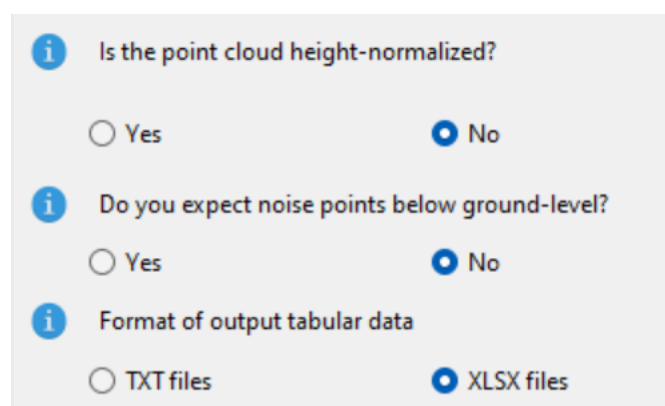 Is the point cloud height-normalized?
Yes No
Do you expect noise points below ground-level?
Yes No
Format of output tabular data
TXT files XLSX files